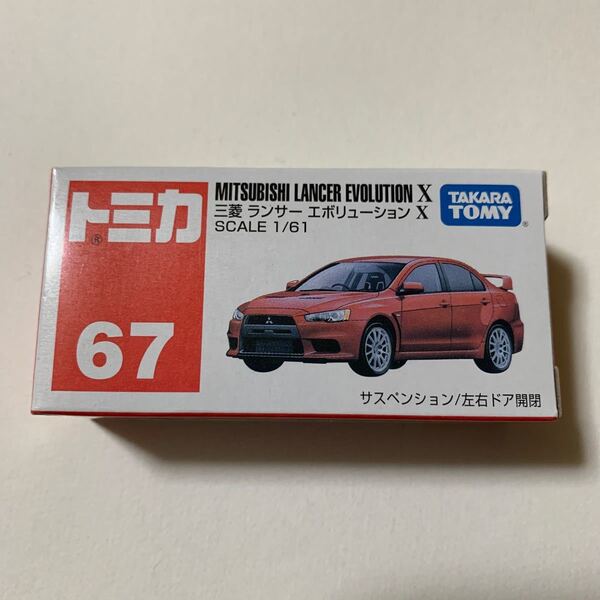 トミカ®
67
MITSUBISHI LANCER EVOLUTION X
三菱 ランサー エボリューション X
SCALE 1/61
TAKARA
TOMY®
サスペンション/左右ドア開閉